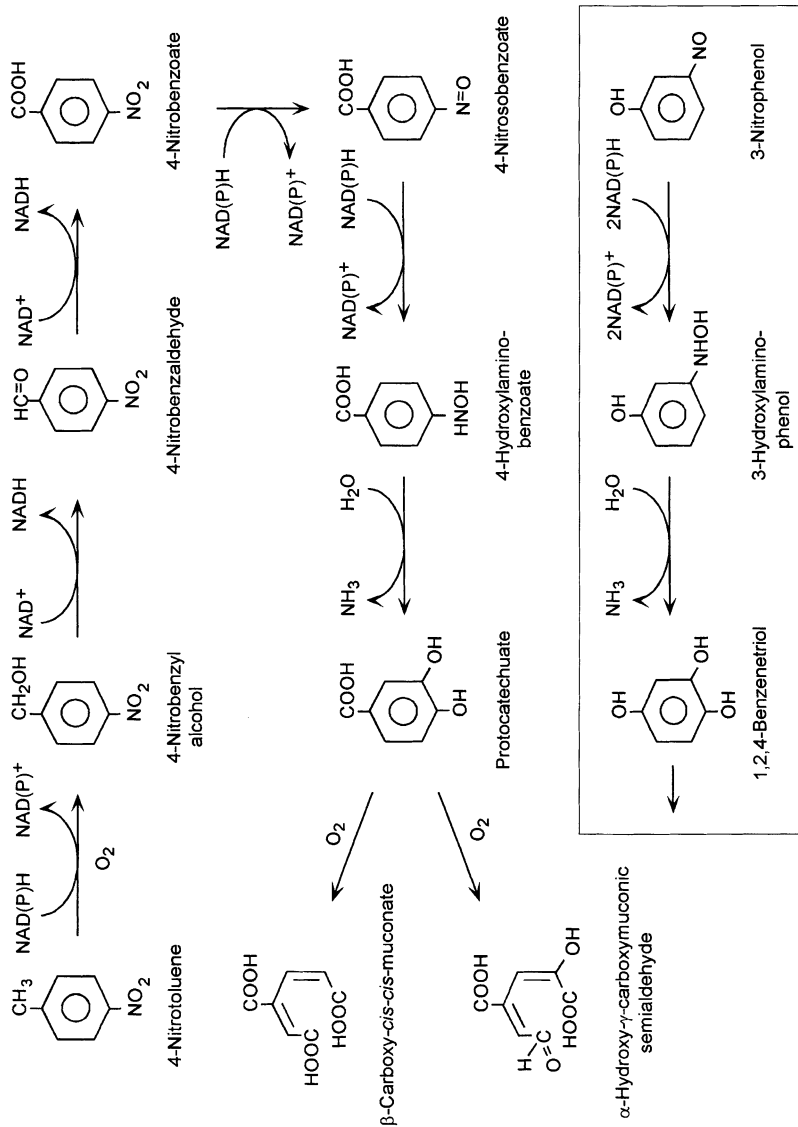 CH3
NO2
4-Nitrotoluene
NAD(P)H
NAD(P)+
O2
CH2OH
NO2
4-Nitrobenzyl
alcohol
NAD+
NADH
HC=O
NO2
4-Nitrobenzaldehyde
NAD+
NADH
COOH
NO2
4-Nitrobenzoate
NAD(P)H
NAD(P)+
COOH
N=O
4-Nitrosobenzoate
NAD(P)H
NAD(P)+
COOH
HNOH
4-Hydroxylamino-
benzoate
H2O
NH3
COOH
OH
OH
Protocatechuate
O2
COOH
HOOC
HOOC
β-Carboxy-cis-cis-muconate
O2
COOH
H
C
O
HOOC
OH
α-Hydroxy-γ-carboxymuconic
semialdehyde
OH
NO
3-Nitrophenol
2NAD(P)H
2NAD(P)+
OH
NHOH
3-Hydroxylamino-
phenol
H2O
NH3
OH
OH
OH
1,2,4-Benzenetriol